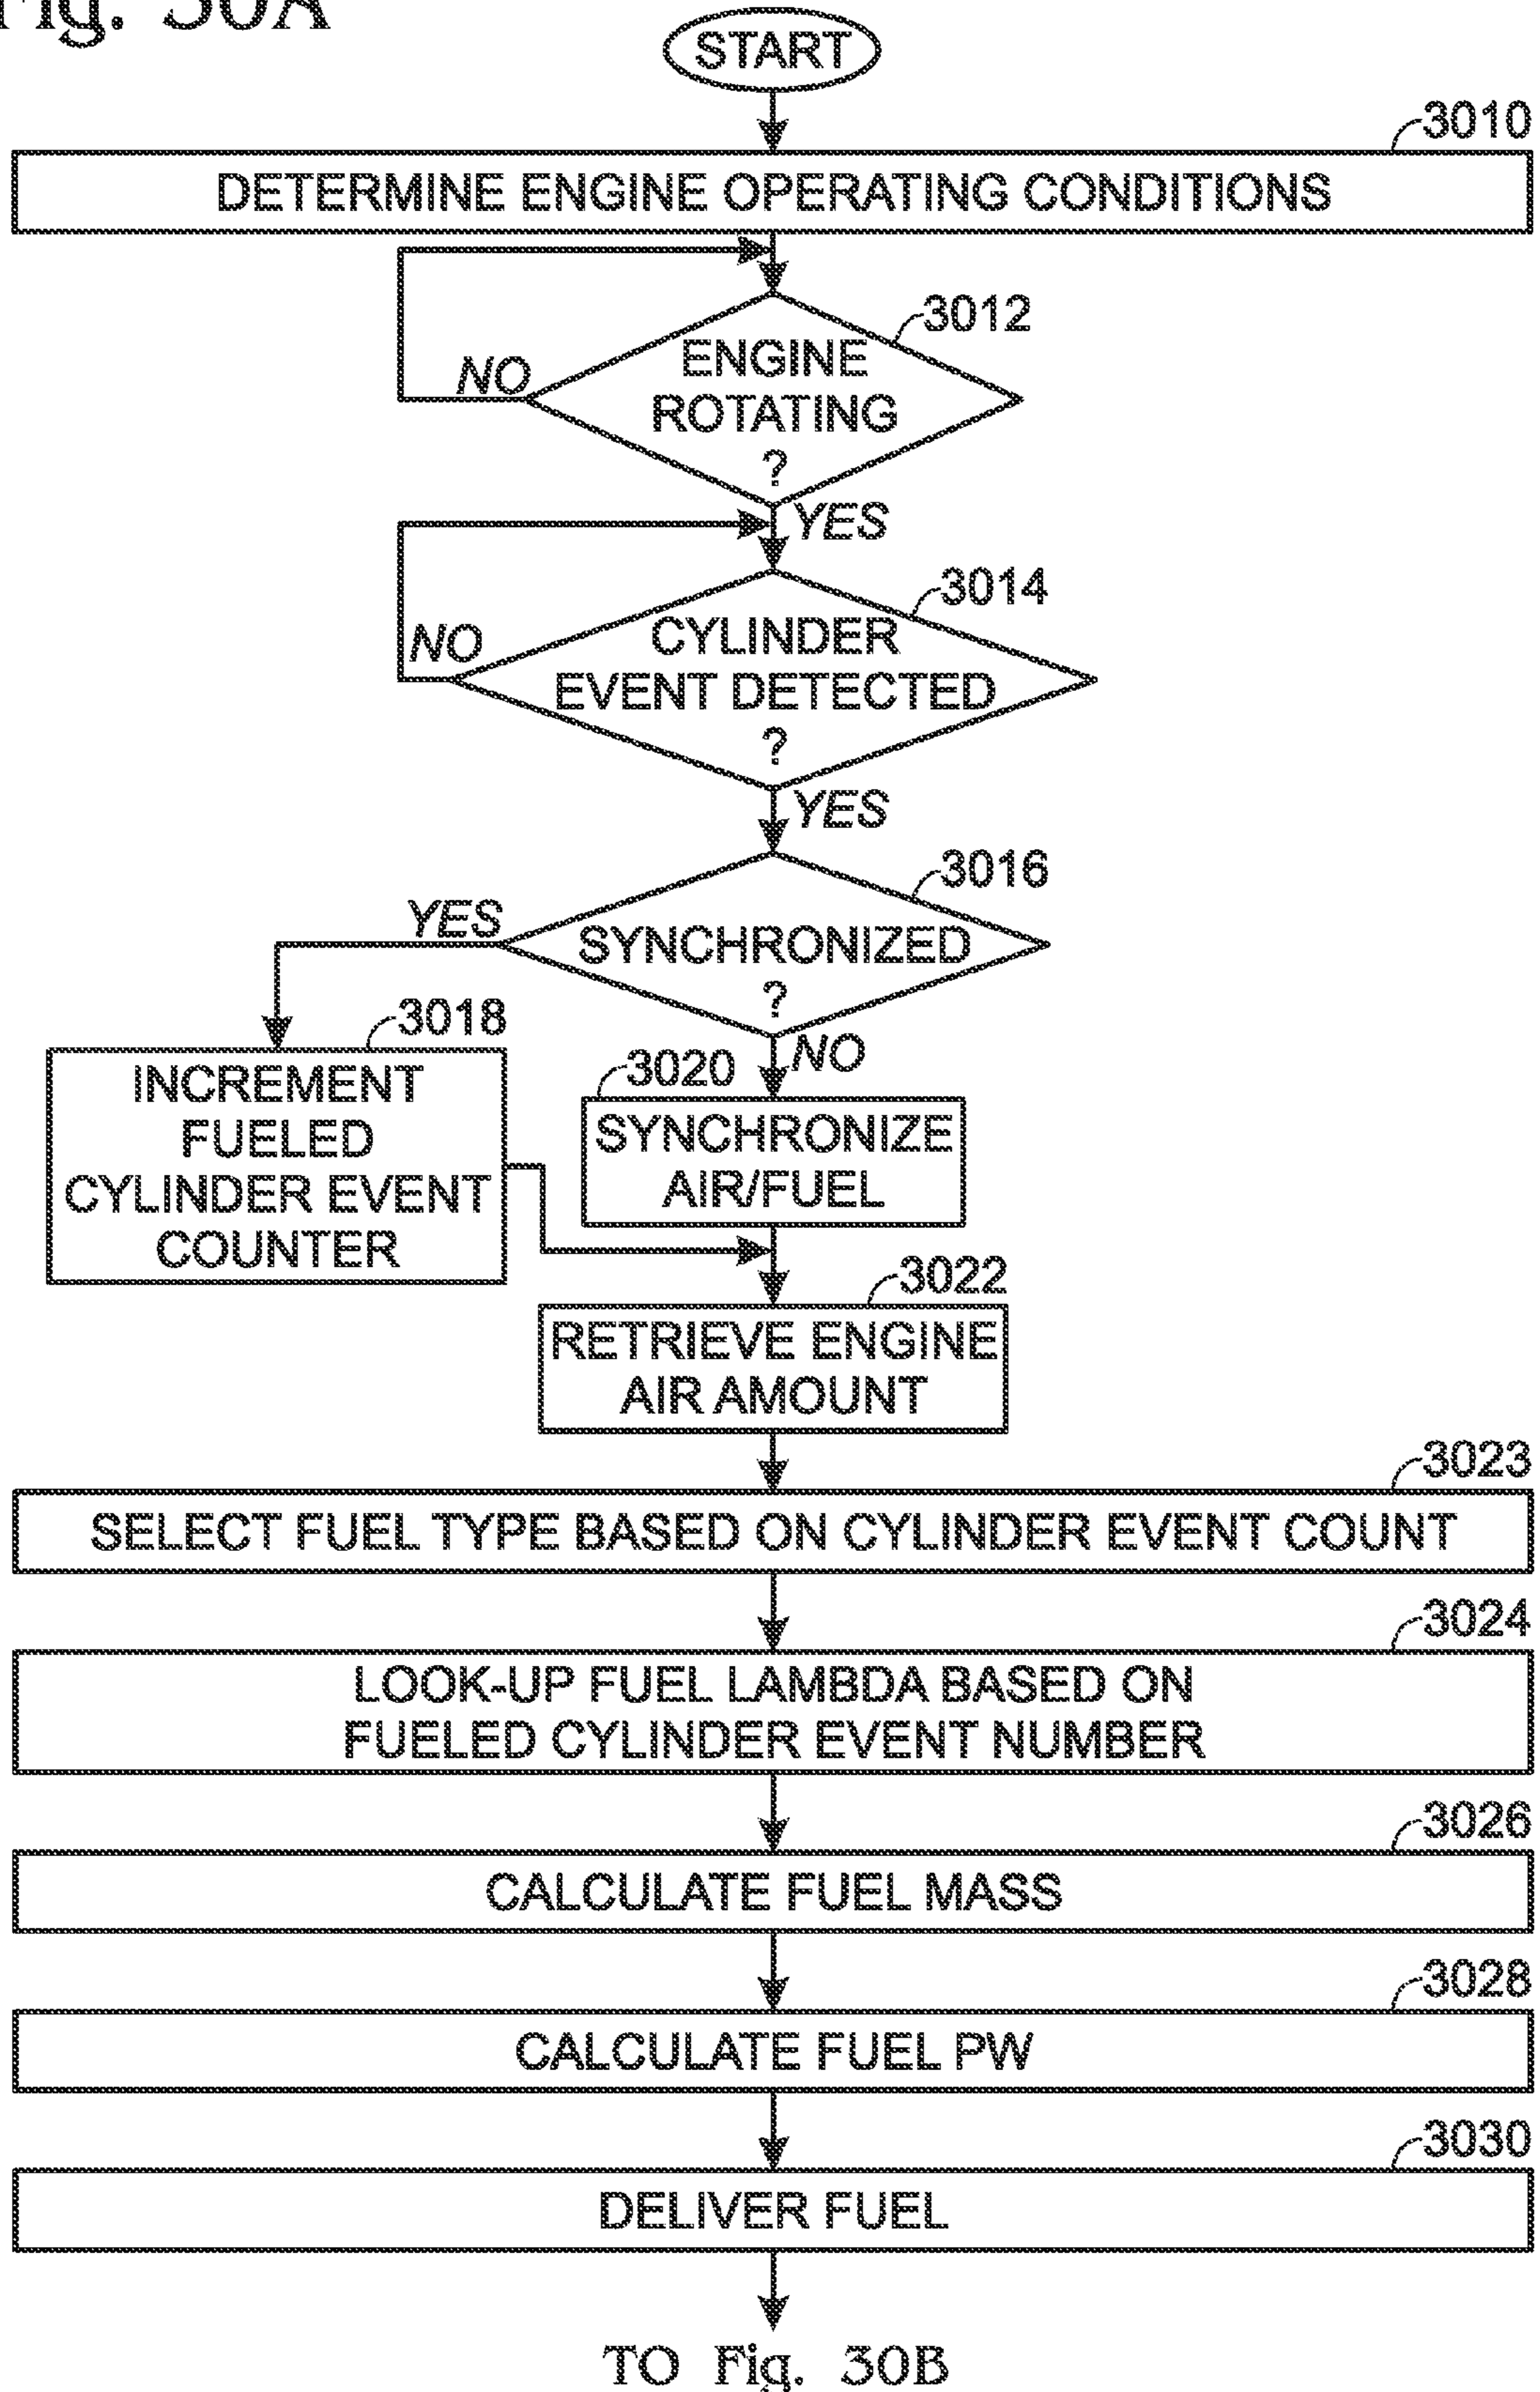 Fig. 30A
START
3010
DETERMINE ENGINE OPERATING CONDITIONS
3012
ENGINE
ROTATING
?
NO
YES
3014
CYLINDER
EVENT DETECTED
?
NO
YES
3016
SYNCHRONIZED
?
YES
NO
3018
INCREMENT
FUELED
CYLINDER EVENT
COUNTER
3020
SYNCHRONIZE
AIR/FUEL
3022
RETRIEVE ENGINE
AIR AMOUNT
3023
SELECT FUEL TYPE BASED ON CYLINDER EVENT COUNT
3024
LOOK-UP FUEL LAMBDA BASED ON
FUELED CYLINDER EVENT NUMBER
3026
CALCULATE FUEL MASS
3028
CALCULATE FUEL PW
3030
DELIVER FUEL
TO Fig. 30B